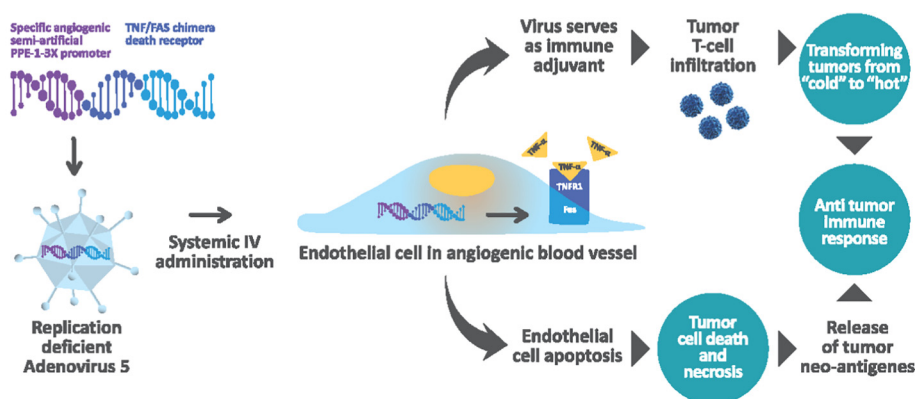 Specific angiogenic
semi-artificial
PPE-1-3X promoter
TNF/FAS chimera
death receptor
Replication
deficient
Adenovirus 5
Systemic IV
administration
TNF-α
TNF-α
TNF-α
TNFR1
Fas
Endothelial cell in angiogenic blood vessel
Virus serves
as immune
adjuvant
Tumor
T-cell
infiltration
Transforming
tumors from
“cold” to “hot”
Anti tumor
immune
response
Endothelial
cell apoptosis
Tumor
cell death
and
necrosis
Release
of tumor
neo-antigenes